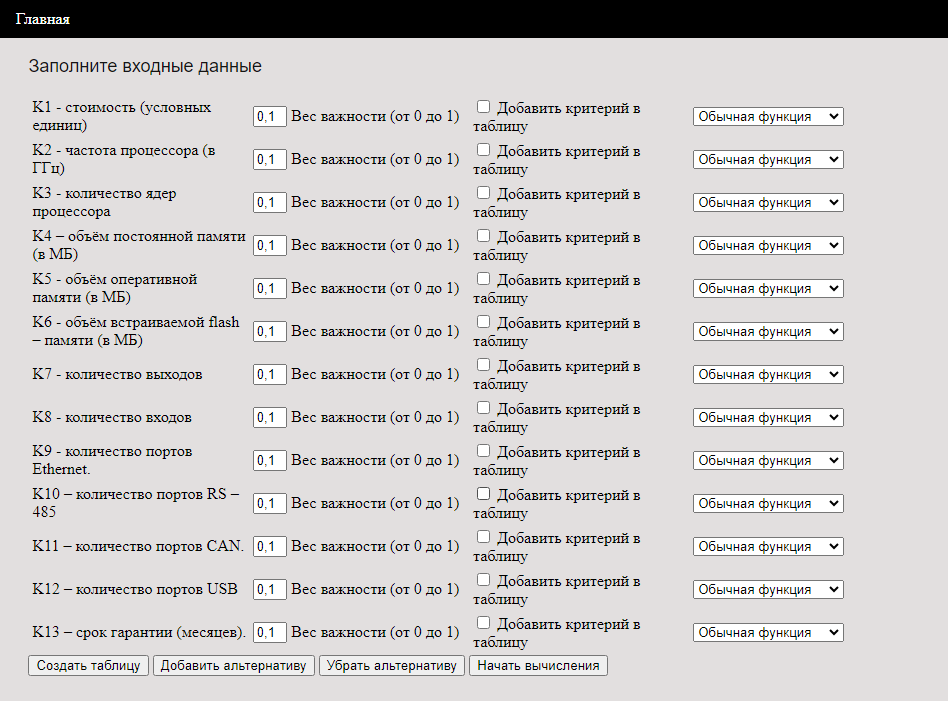 Главная
Заполните входные данные
K1 - стоимость (условных единиц) 0,1 Вес важности (от 0 до 1) Добавить критерий в таблицу Обычная функция
K2 - частота процессора (в ГГц) 0,1 Вес важности (от 0 до 1) Добавить критерий в таблицу Обычная функция
K3 - количество ядер процессора 0,1 Вес важности (от 0 до 1) Добавить критерий в таблицу Обычная функция
K4 – объём постоянной памяти (в МБ) 0,1 Вес важности (от 0 до 1) Добавить критерий в таблицу Обычная функция
K5 - объём оперативной памяти (в МБ) 0,1 Вес важности (от 0 до 1) Добавить критерий в таблицу Обычная функция
K6 - объём встраиваемой flash – памяти (в МБ) 0,1 Вес важности (от 0 до 1) Добавить критерий в таблицу Обычная функция
K7 - количество выходов 0,1 Вес важности (от 0 до 1) Добавить критерий в таблицу Обычная функция
K8 - количество входов 0,1 Вес важности (от 0 до 1) Добавить критерий в таблицу Обычная функция
K9 - количество портов Ethernet. 0,1 Вес важности (от 0 до 1) Добавить критерий в таблицу Обычная функция
K10 – количество портов RS – 485 0,1 Вес важности (от 0 до 1) Добавить критерий в таблицу Обычная функция
K11 – количество портов CAN. 0,1 Вес важности (от 0 до 1) Добавить критерий в таблицу Обычная функция
K12 – количество портов USB 0,1 Вес важности (от 0 до 1) Добавить критерий в таблицу Обычная функция
K13 – срок гарантии (месяцев). 0,1 Вес важности (от 0 до 1) Добавить критерий в таблицу Обычная функция
Создать таблицу Добавить альтернативу Убрать альтернативу Начать вычисления